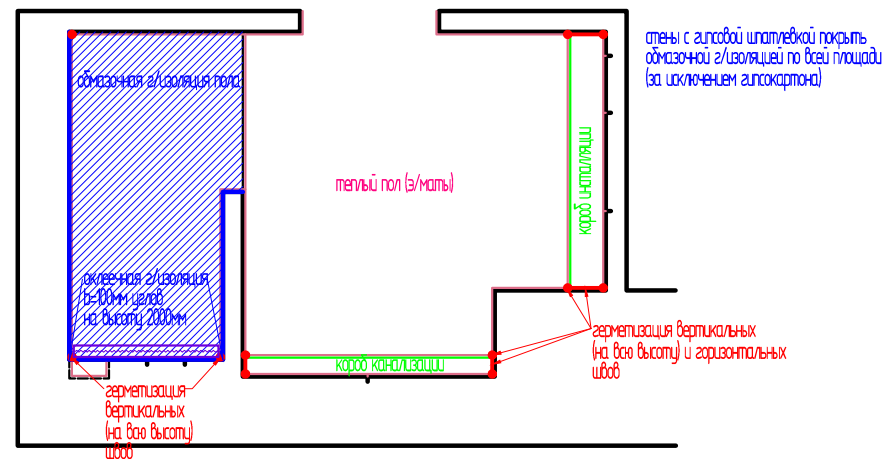 стены с гипсовой шпатлевкой покрыть
обмазочной г/изоляцией по всей площади
(за исключением гипсокартона)
обмазочная г/изоляция пола
теплый пол (э/маты)
короб инсталляции
оклеечная г/изоляция
b=100мм углов
на высоту 2000мм
герметизация вертикальных
(на всю высоту) и горизонтальных
швов
короб канализации
герметизация
вертикальных
(на всю высоту)
швов